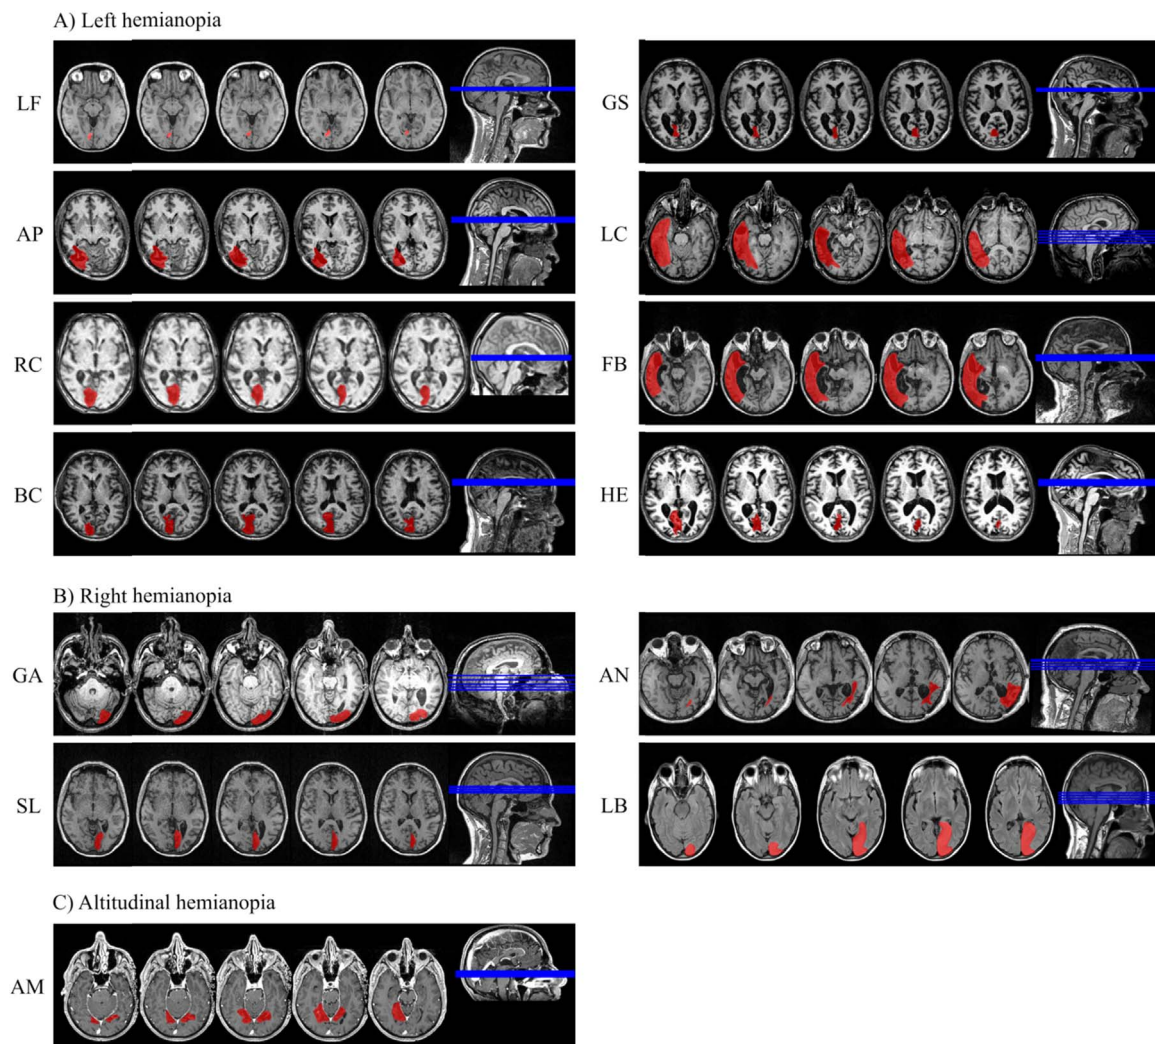 A) Left hemianopia
LF
GS
AP
LC
RC
FB
BC
HE
B) Right hemianopia
GA
AN
SL
LB
C) Altitudinal hemianopia
AM